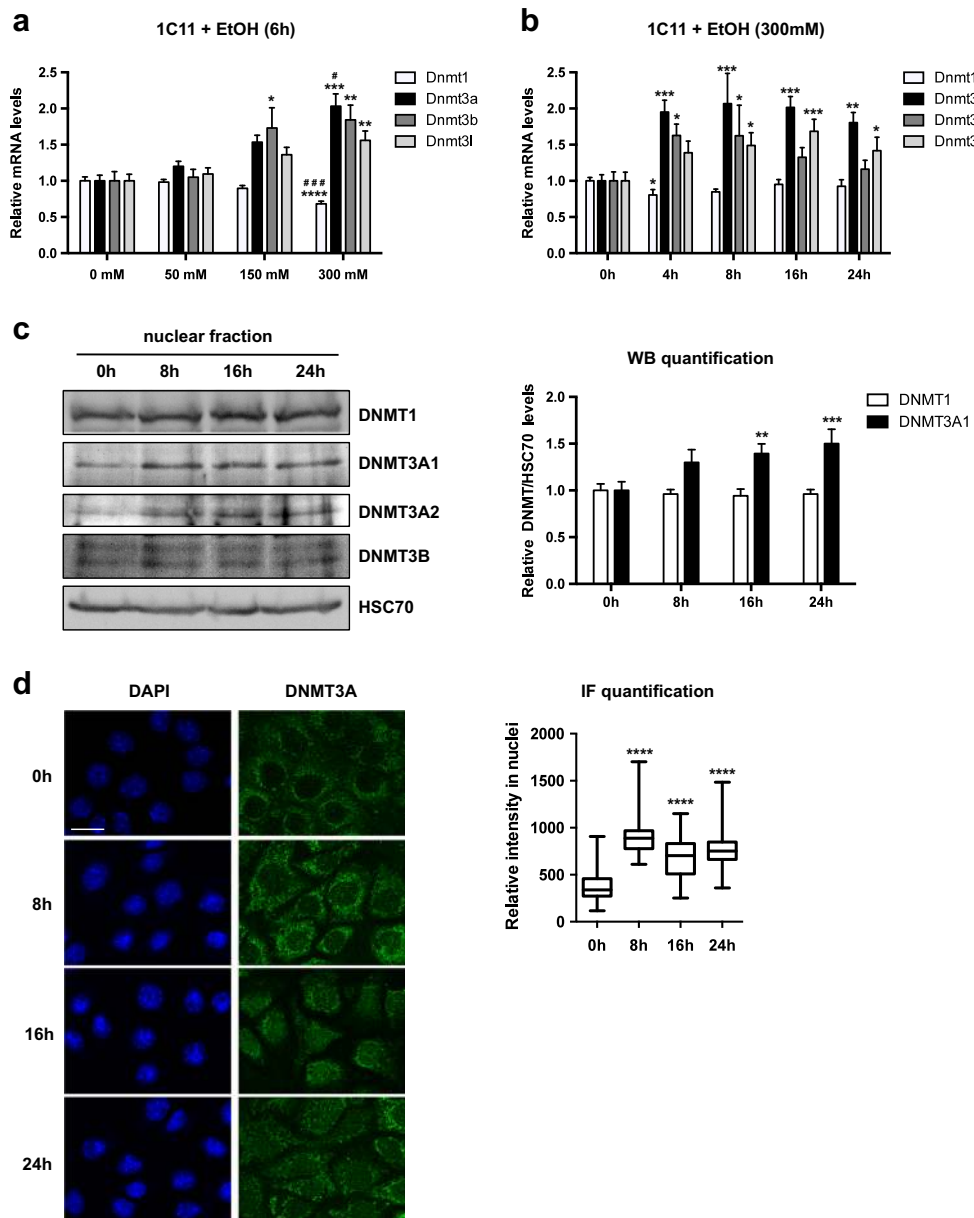 a
1C11 + EtOH (6h)
Relative mRNA levels
2.5
2.0
1.5
1.0
0.5
0.0
0 mM
50 mM
150 mM
300 mM
*
###
****
#
***
**
**
Dnmt1
Dnmt3a
Dnmt3b
Dnmt3l
b
1C11 + EtOH (300mM)
Relative mRNA levels
2.5
2.0
1.5
1.0
0.5
0.0
0h
4h
8h
16h
24h
*
***
*
***
*
*
***
***
**
*
Dnmt1
Dnmt3
Dnmt3
Dnmt3
c
nuclear fraction
0h 8h 16h 24h
DNMT1
DNMT3A1
DNMT3A2
DNMT3B
HSC70
WB quantification
Relative DNMT/HSC70 levels
2.0
1.5
1.0
0.5
0.0
0h
8h
16h
24h
**
***
DNMT1
DNMT3A1
d
DAPI DNMT3A
0h
8h
16h
24h
IF quantification
Relative intensity in nuclei
2000
1500
1000
500
0
0h 8h 16h 24h
****
****
****